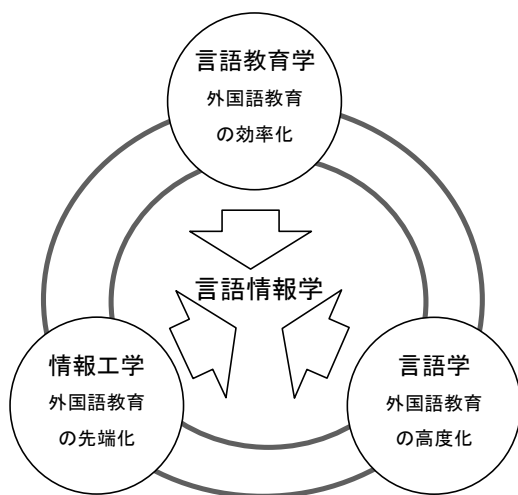 言語教育学
外国語教育
の効率化
言語情報学
情報工学
外国語教育
の先端化
言語学
外国語教育
の高度化